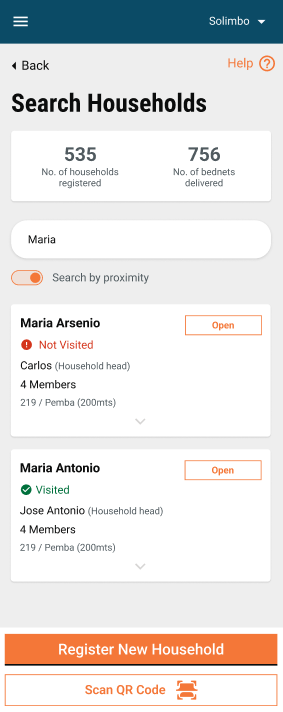 Solimbo
Back
Help ?
Search Households
535
No. of households
registered
756
No. of bednets
delivered
Maria
Search by proximity
Maria Arsenio
Open
Not Visited
Carlos (Household head)
4 Members
219 / Pemba (200mts)
Maria Antonio
Open
Visited
Jose Antonio (Household head)
4 Members
219 / Pemba (200mts)
Register New Household
Scan QR Code